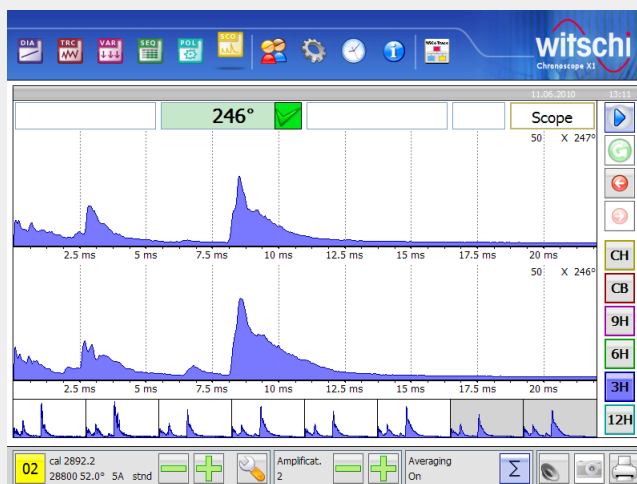 DIA TRC VAR SEQ POL SCO Witschi Trace witschi
Chronoscope X1
11.06.2010 13:11
246° Scope
50 X 247°
2.5 ms 5 ms 7.5 ms 10 ms 12.5 ms 15 ms 17.5 ms 20 ms
50 X 246°
2.5 ms 5 ms 7.5 ms 10 ms 12.5 ms 15 ms 17.5 ms 20 ms
G
CH
CB
9H
6H
3H
12H
02 cal 2892.2
28800 52.0° 5A stnd
Amplificat.
2
Averaging
On
Σ